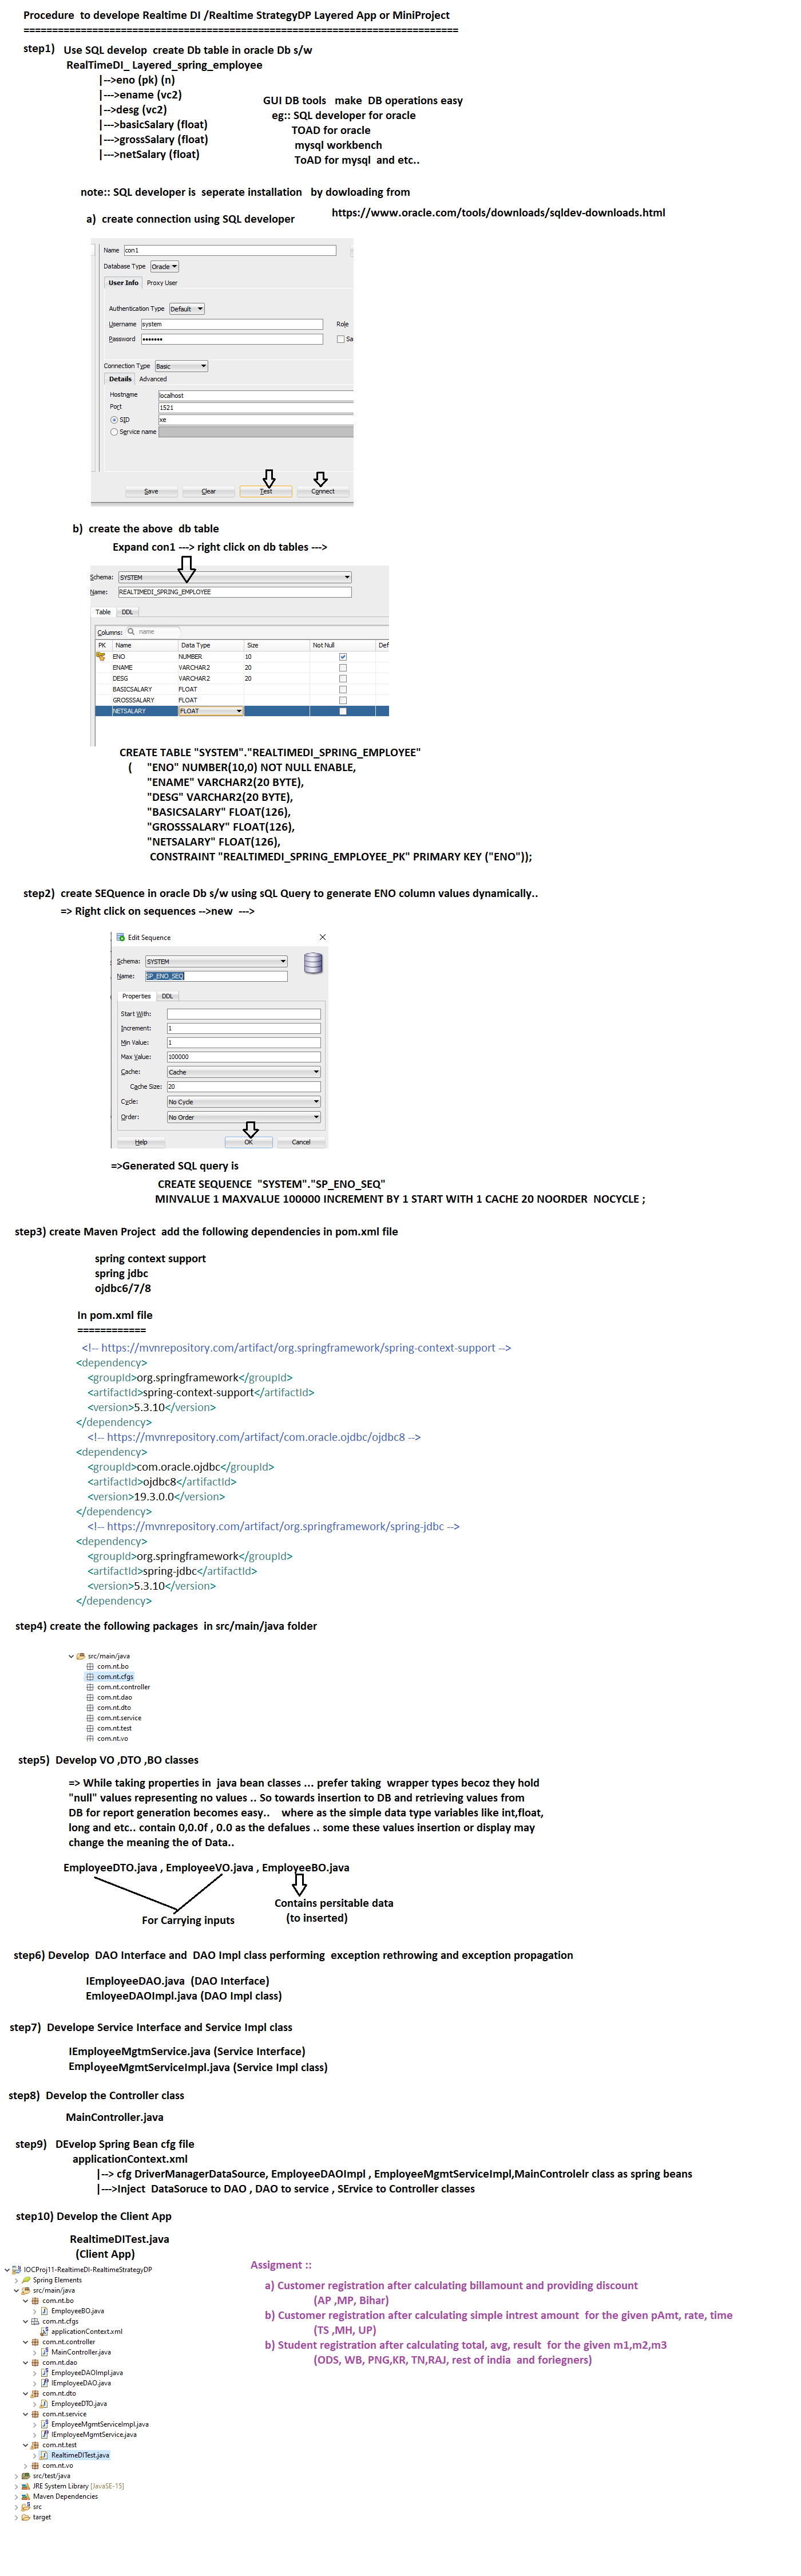 Procedure to develope Realtime DI /Realtime StrategyDP Layered App or MiniProject
==========================================================================
step1) Use SQL develop create Db table in oracle Db s/w
RealTimeDI_ Layered_spring_employee
|-->eno (pk) (n)
|--->ename (vc2)
|-->desg (vc2)
|--->basicSalary (float)
|--->grossSalary (float)
|--->netSalary (float)
GUI DB tools make DB operations easy
eg:: SQL developer for oracle
TOAD for oracle
mysql workbench
ToAD for mysql and etc..
note:: SQL developer is seperate installation by dowloading from
https://www.oracle.com/tools/downloads/sqldev-downloads.html
a) create connection using SQL developer
Name con1
Database Type Oracle
User Info Proxy User
Authentication Type Default
Username system
Role
Password •••••••
Sa
Connection Type Basic
Details Advanced
Hostname localhost
Port 1521
SID xe
Service name
Save Clear Test Connect
b) create the above db table
Expand con1 ---> right click on db tables --->
Schema: SYSTEM
Name: REALTIMEDI_SPRING_EMPLOYEE
Table DDL
Columns: name
PK Name Data Type Size Not Null Def
ENO NUMBER 10
ENAME VARCHAR2 20
DESG VARCHAR2 20
BASICSALARY FLOAT
GROSSSALARY FLOAT
NETSALARY FLOAT
CREATE TABLE "SYSTEM"."REALTIMEDI_SPRING_EMPLOYEE"
( "ENO" NUMBER(10,0) NOT NULL ENABLE,
"ENAME" VARCHAR2(20 BYTE),
"DESG" VARCHAR2(20 BYTE),
"BASICSALARY" FLOAT(126),
"GROSSSALARY" FLOAT(126),
"NETSALARY" FLOAT(126),
CONSTRAINT "REALTIMEDI_SPRING_EMPLOYEE_PK" PRIMARY KEY ("ENO"));
step2) create SEQuence in oracle Db s/w using sQL Query to generate ENO column values dynamically..
=> Right click on sequences -->new --->
Edit Sequence
Schema: SYSTEM
Name: SP_ENO_SEQ
Properties DDL
Start With:
Increment: 1
Min Value: 1
Max Value: 100000
Cache: Cache
Cache Size: 20
Cycle: No Cycle
Order: No Order
Help OK Cancel
=>Generated SQL query is
CREATE SEQUENCE "SYSTEM"."SP_ENO_SEQ"
MINVALUE 1 MAXVALUE 100000 INCREMENT BY 1 START WITH 1 CACHE 20 NOORDER NOCYCLE ;
step3) create Maven Project add the following dependencies in pom.xml file
spring context support
spring jdbc
ojdbc6/7/8
In pom.xml file
============
<!-- https://mvnrepository.com/artifact/org.springframework/spring-context-support -->
<dependency>
<groupId>org.springframework</groupId>
<artifactId>spring-context-support</artifactId>
<version>5.3.10</version>
</dependency>
<!-- https://mvnrepository.com/artifact/com.oracle.ojdbc/ojdbc8 -->
<dependency>
<groupId>com.oracle.ojdbc</groupId>
<artifactId>ojdbc8</artifactId>
<version>19.3.0.0</version>
</dependency>
<!-- https://mvnrepository.com/artifact/org.springframework/spring-jdbc -->
<dependency>
<groupId>org.springframework</groupId>
<artifactId>spring-jdbc</artifactId>
<version>5.3.10</version>
</dependency>
step4) create the following packages in src/main/java folder
src/main/java
com.nt.bo
com.nt.cfgs
com.nt.controller
com.nt.dao
com.nt.dto
com.nt.service
com.nt.test
com.nt.vo
step5) Develop VO ,DTO ,BO classes
=> While taking properties in java bean classes ... prefer taking wrapper types becoz they hold
"null" values representing no values .. So towards insertion to DB and retrieving values from
DB for report generation becomes easy.. where as the simple data type variables like int,float,
long and etc.. contain 0,0.0f , 0.0 as the defalues .. some these values insertion or display may
change the meaning the of Data..
EmployeeDTO.java , EmployeeVO.java , EmployeeBO.java
Contains persitable data
(to inserted)
For Carrying inputs
step6) Develop DAO Interface and DAO Impl class performing exception rethrowing and exception propagation
IEmployeeDAO.java (DAO Interface)
EmloyeeDAOImpl.java (DAO Impl class)
step7) Develope Service Interface and Service Impl class
IEmployeeMgtmService.java (Service Interface)
EmployeeMgmtServiceImpl.java (Service Impl class)
step8) Develop the Controller class
MainController.java
step9) DEvelop Spring Bean cfg file
applicationContext.xml
|--> cfg DriverManagerDataSource, EmployeeDAOImpl , EmployeeMgmtServiceImpl,MainControlelr class as spring beans
|--->Inject DataSoruce to DAO , DAO to service , SErvice to Controller classes
step10) Develop the Client App
RealtimeDITest.java
(Client App)
IOCProj11-RealtimeDI-RealtimeStrategyDP
Spring Elements
src/main/java
com.nt.bo
EmployeeBO.java
com.nt.cfgs
applicationContext.xml
com.nt.controller
MainController.java
com.nt.dao
EmployeeDAOImpl.java
IEmployeeDAO.java
com.nt.dto
EmployeeDTO.java
com.nt.service
EmployeeMgmtServiceImpl.java
IEmployeeMgmtService.java
com.nt.test
RealtimeDITest.java
com.nt.vo
src/test/java
JRE System Library [JavaSE-15]
Maven Dependencies
src
target
Assigment ::
a) Customer registration after calculating billamount and providing discount
(AP ,MP, Bihar)
b) Customer registration after calculating simple intrest amount for the given pAmt, rate, time
(TS ,MH, UP)
b) Student registration after calculating total, avg, result for the given m1,m2,m3
(ODS, WB, PNG,KR, TN,RAJ, rest of india and foriegners)